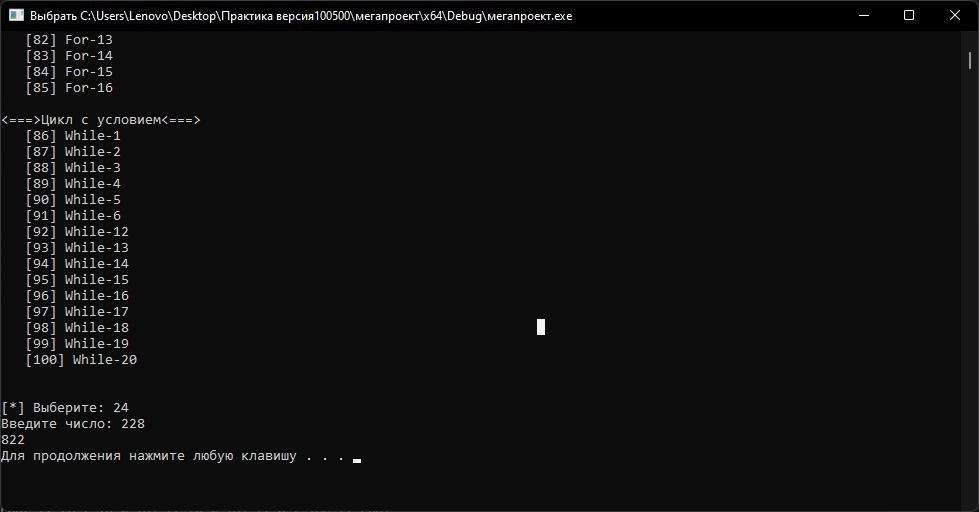 Выбрать C:\Users\Lenovo\Desktop\Практика версия100500\мегапроект\x64\Debug\мегапроект.exe
[82] For-13
[83] For-14
[84] For-15
[85] For-16
<===>Цикл с условием<===>
[86] While-1
[87] While-2
[88] While-3
[89] While-4
[90] While-5
[91] While-6
[92] While-12
[93] While-13
[94] While-14
[95] While-15
[96] While-16
[97] While-17
[98] While-18
[99] While-19
[100] While-20
[*] Выберите: 24
Введите число: 228
822
Для продолжения нажмите любую клавишу . . .